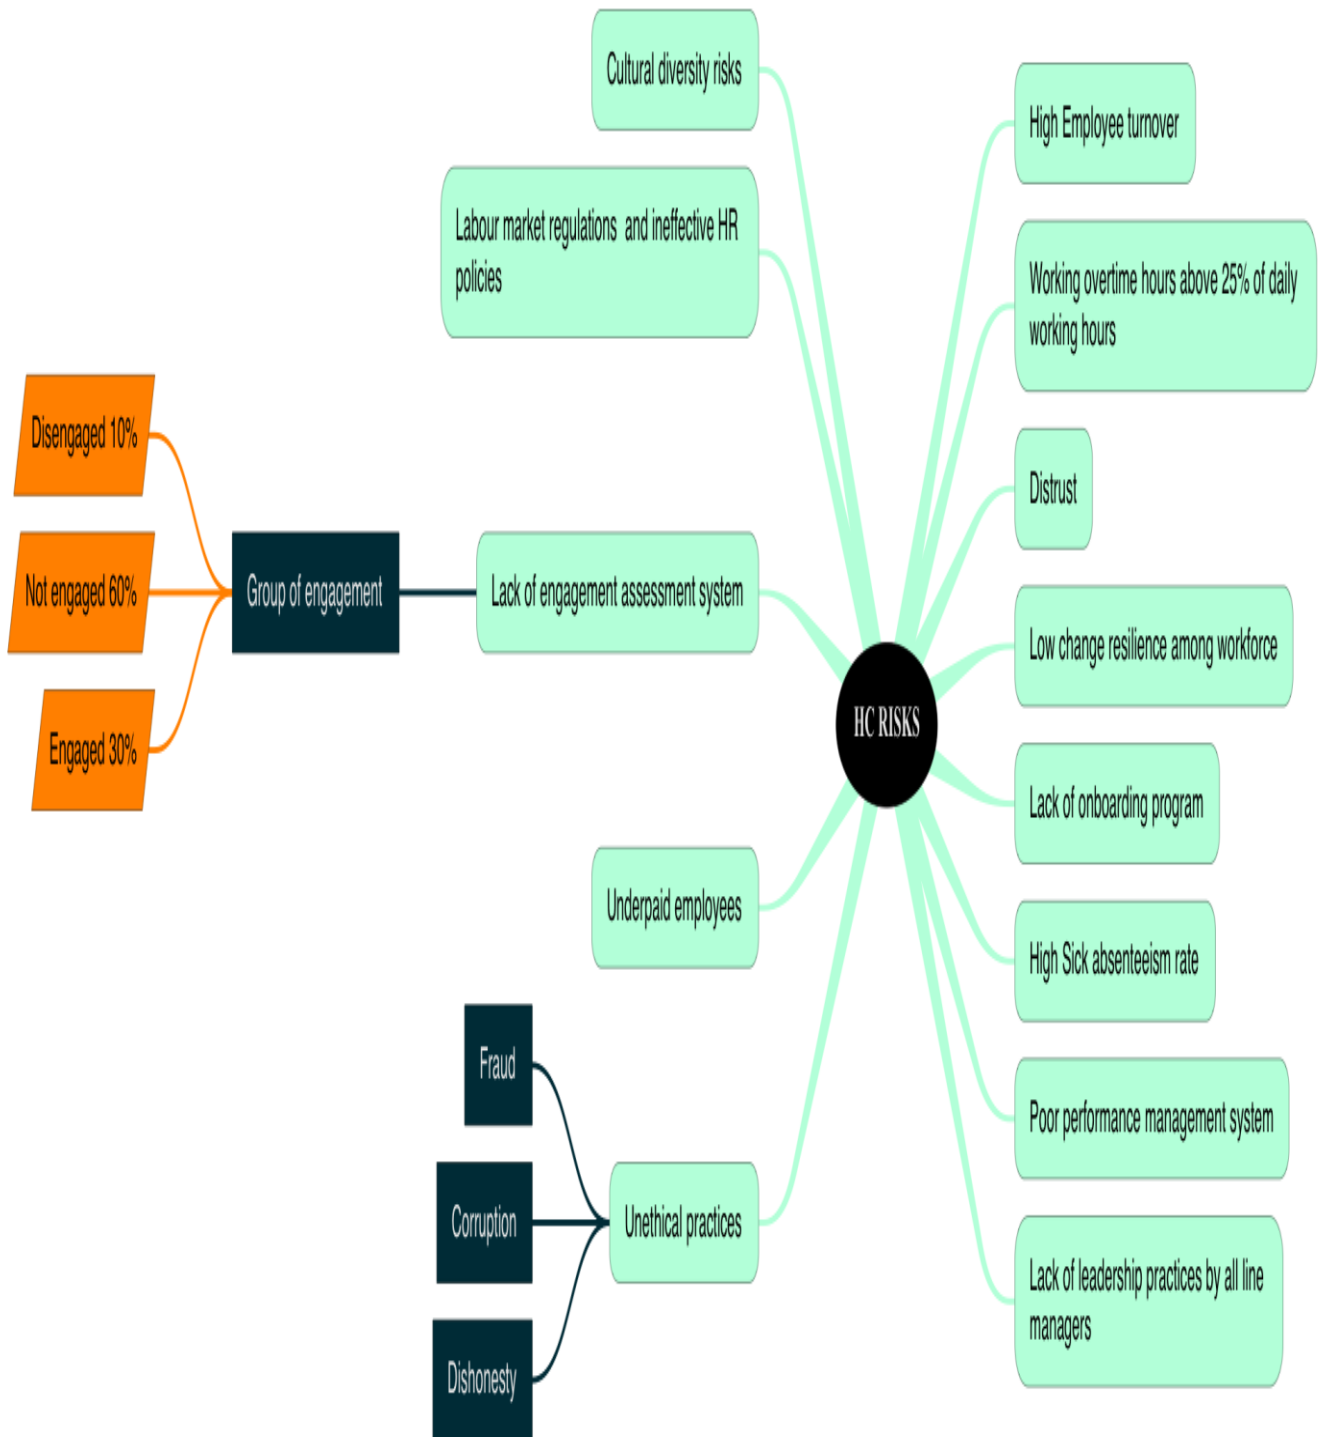 Cultural diversity risks
Labour market regulations  and ineffective HR
policies
Disengaged 10%
Not engaged 60%
Engaged 30%
Group of engagement
Lack of engagement assessment system
Underpaid employees
Fraud
Corruption
Dishonesty
Unethical practices
HC RISKS
High Employee turnover
Working overtime hours above 25% of daily
working hours
Distrust
Low change resilience among workforce
Lack of onboarding program
High Sick absenteeism rate
Poor performance management system
Lack of leadership practices by all line
managers